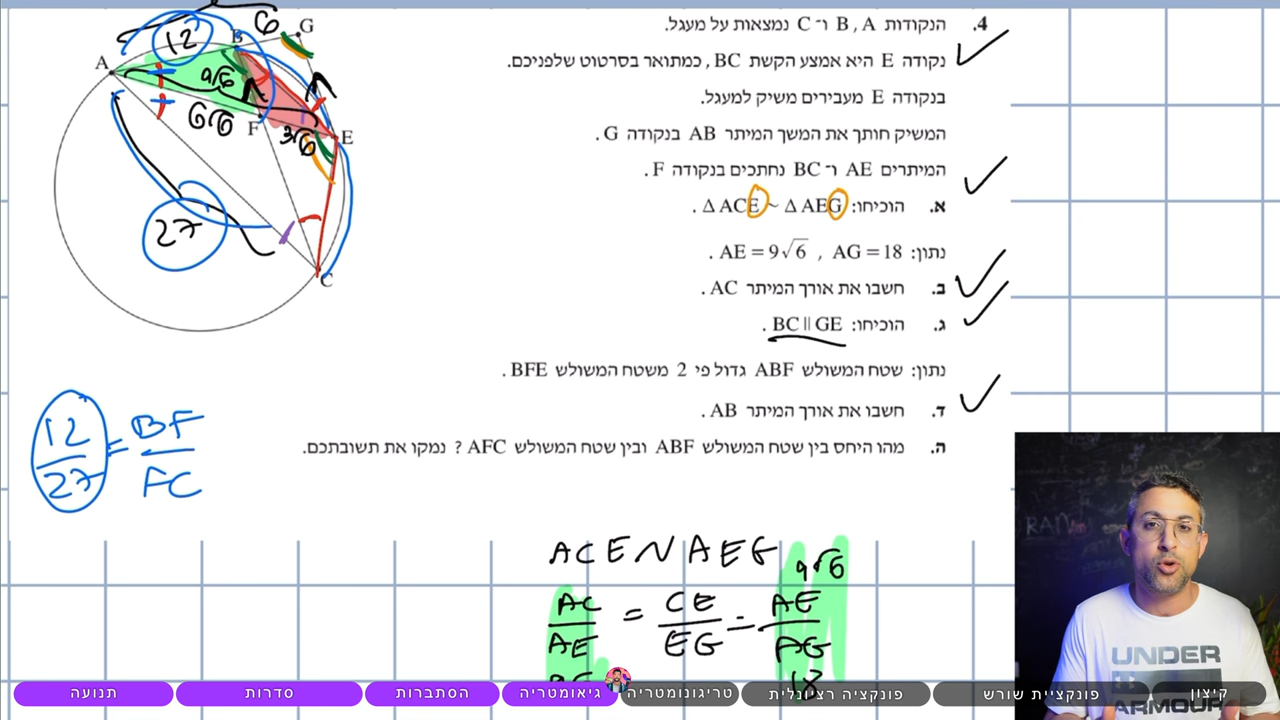 4. הנקודות B, A ו־ C נמצאות על מעגל.
נקודה E היא אמצע הקשת BC, כמתואר בסרטוט שלפניכם.
בנקודה E מעבירים משיק למעגל.
המשיק חותך את המשך המיתר AB בנקודה G.
המיתרים AE ו־ BC נחתכים בנקודה F.
א. הוכיחו: ΔACE ~ ΔAEG.
נתון: AE = 9√6 , AG = 18.
ב. חשבו את אורך המיתר AC.
ג. הוכיחו: BC || GE.
נתון: שטח המשולש ABF גדול פי 2 משטח המשולש BFE.
ד. חשבו את אורך המיתר AB.
ה. מהו היחס בין שטח המשולש ABF ובין שטח המשולש AFC ? נמקו את תשובתכם.
12
6
G
B
A
9√6
6√6
F
3√6
E
27
C
12/27 = BF/FC
ACE ~ AEG
9√6
AC/AE = CE/EG = AE/AG
18
UNDER
ARMOUR
תנועה
סדרות
הסתברות
גיאומטריה
טריגונומטריה
פונקציה רציונלית
פונקציית שורש
קיצון